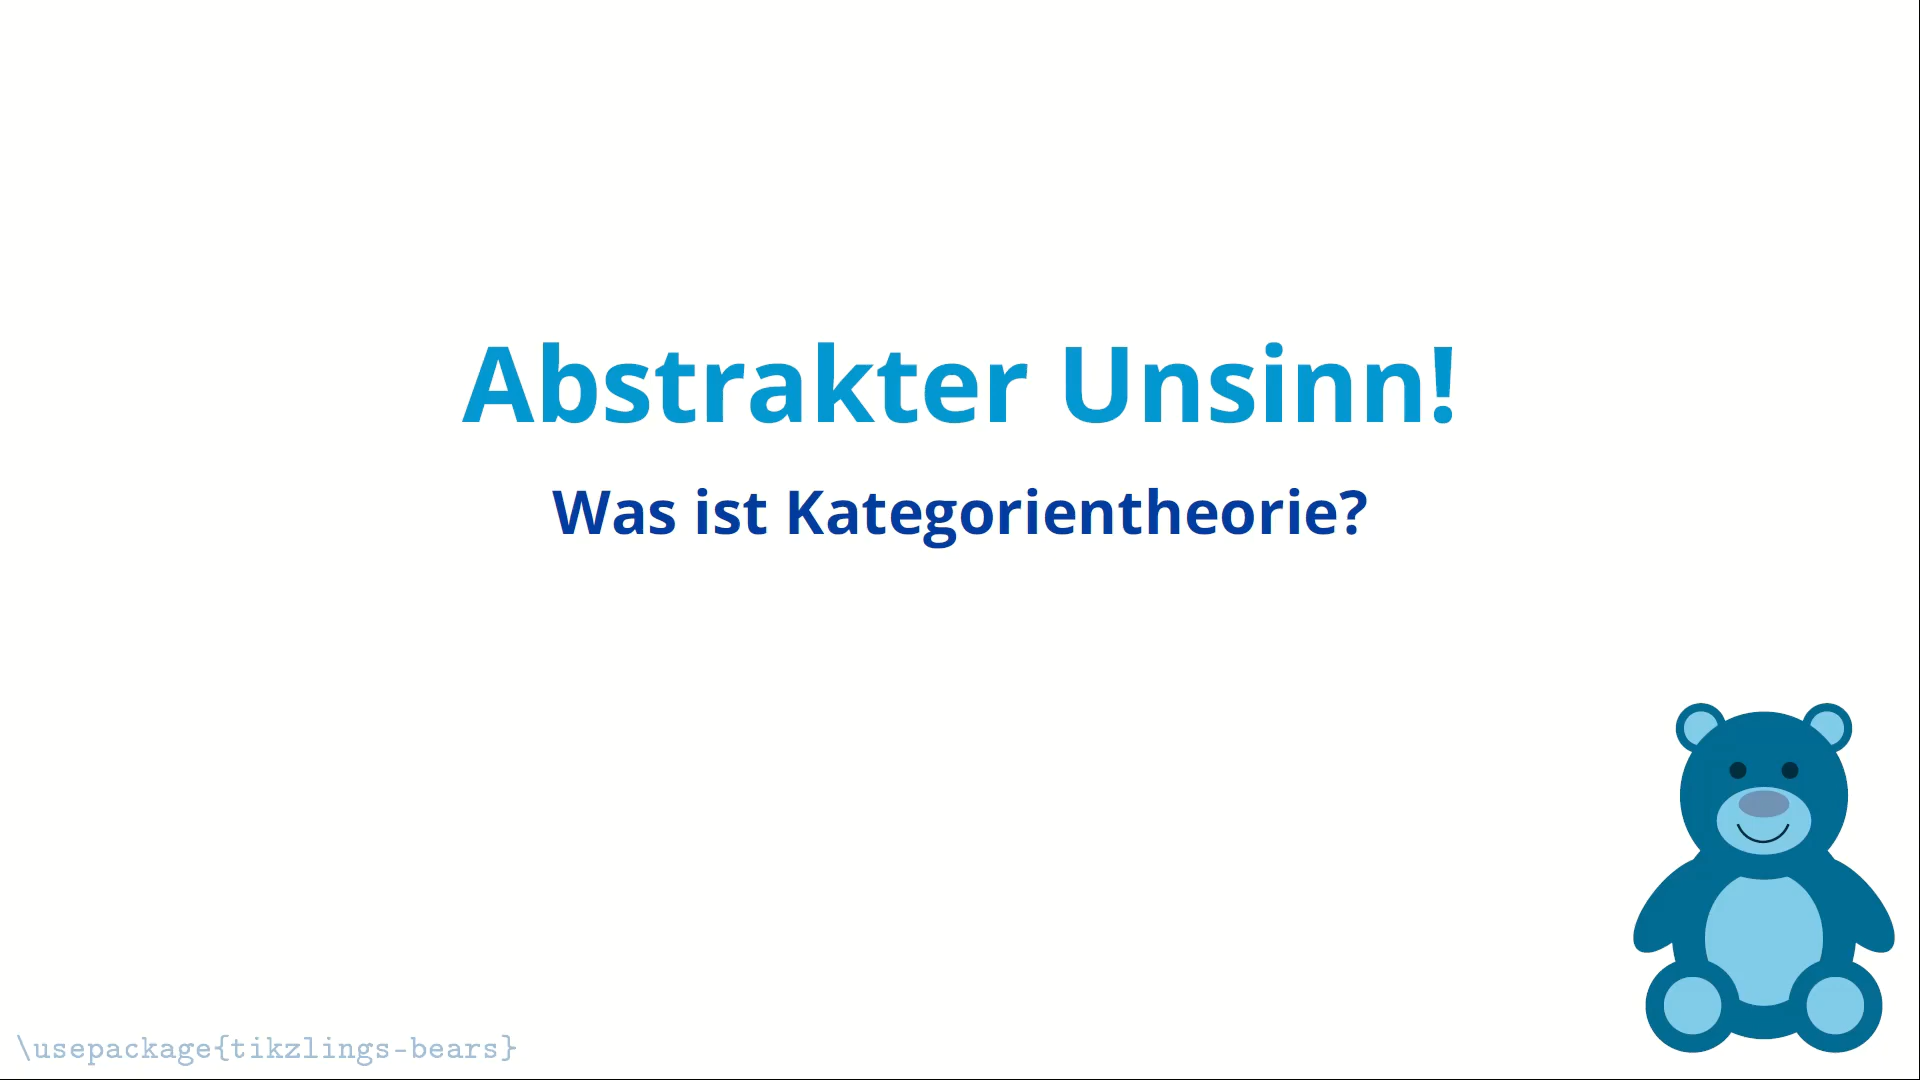 Abstrakter Unsinn!
Was ist Kategorientheorie?
\usepackage{tikzlings-bears}